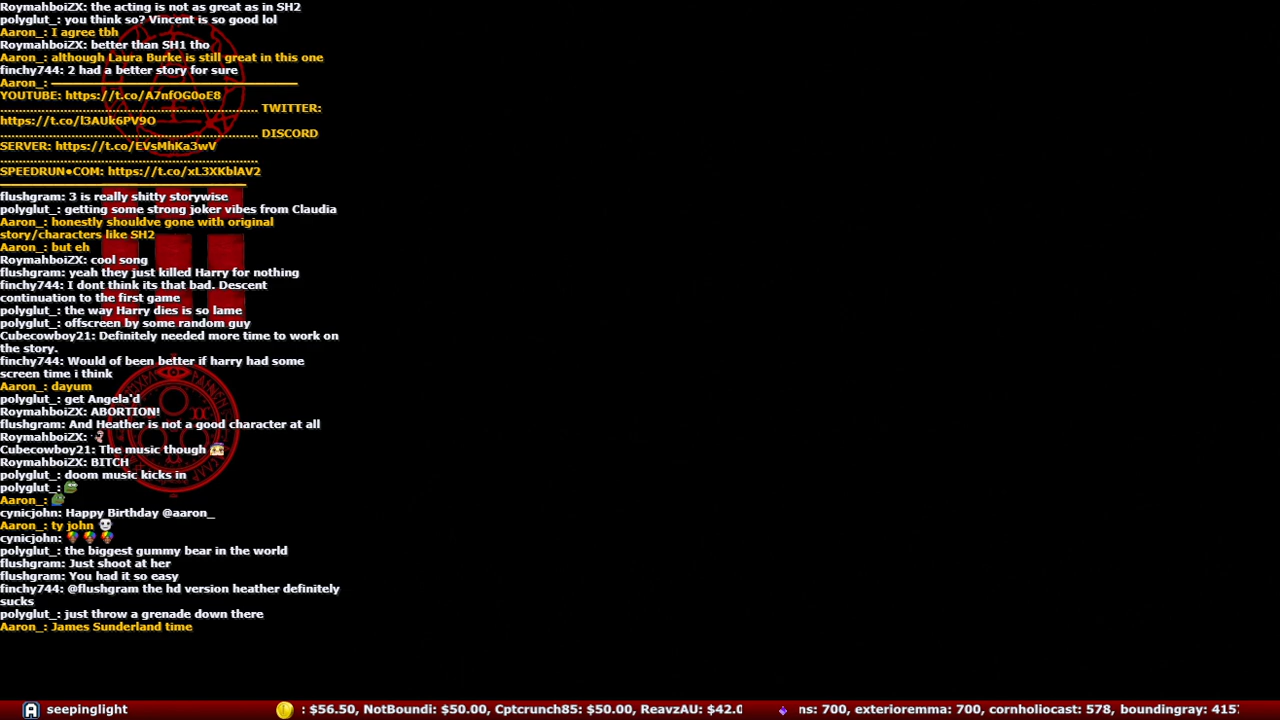 RoymahboiZX: the acting is not as great as in SH2
polyglut_: you think so? Vincent is so good lol
Aaron_: I agree tbh
RoymahboiZX: better than SH1 tho
Aaron_: although Laura Burke is still great in this one
finchy744: 2 had a better story for sure
Aaron_: ─────────────────────────
YOUTUBE: https://t.co/A7nfOG0oE8
................................................................ TWITTER:
https://t.co/l3AUk6PV9O
................................................................ DISCORD
SERVER: https://t.co/EVsMhKa3wV
................................................................
SPEEDRUN●COM: https://t.co/xL3XKblAV2
─────────────────────────
flushgram: 3 is really shitty storywise
polyglut_: getting some strong joker vibes from Claudia
Aaron_: honestly shouldve gone with original
story/characters like SH2
Aaron_: but eh
RoymahboiZX: cool song
flushgram: yeah they just killed Harry for nothing
finchy744: I dont think its that bad. Descent
continuation to the first game
polyglut_: the way Harry dies is so lame
polyglut_: offscreen by some random guy
Cubecowboy21: Definitely needed more time to work on
the story.
finchy744: Would of been better if harry had some
screen time i think
Aaron_: dayum
polyglut_: get Angela'd
RoymahboiZX: ABORTION!
flushgram: And Heather is not a good character at all
RoymahboiZX:
Cubecowboy21: The music though
RoymahboiZX: BITCH
polyglut_: doom music kicks in
polyglut_:
Aaron_:
cynicjohn: Happy Birthday @aaron_
Aaron_: ty john
cynicjohn:
polyglut_: the biggest gummy bear in the world
flushgram: Just shoot at her
flushgram: You had it so easy
finchy744: @flushgram the hd version heather definitely
sucks
polyglut_: just throw a grenade down there
Aaron_: James Sunderland time
A seepinglight : $56.50, NotBoundi: $50.00, Cptcrunch85: $50.00, ReavzAU: $42.0 ns: 700, exterioremma: 700, cornholiocast: 578, boundingray: 415